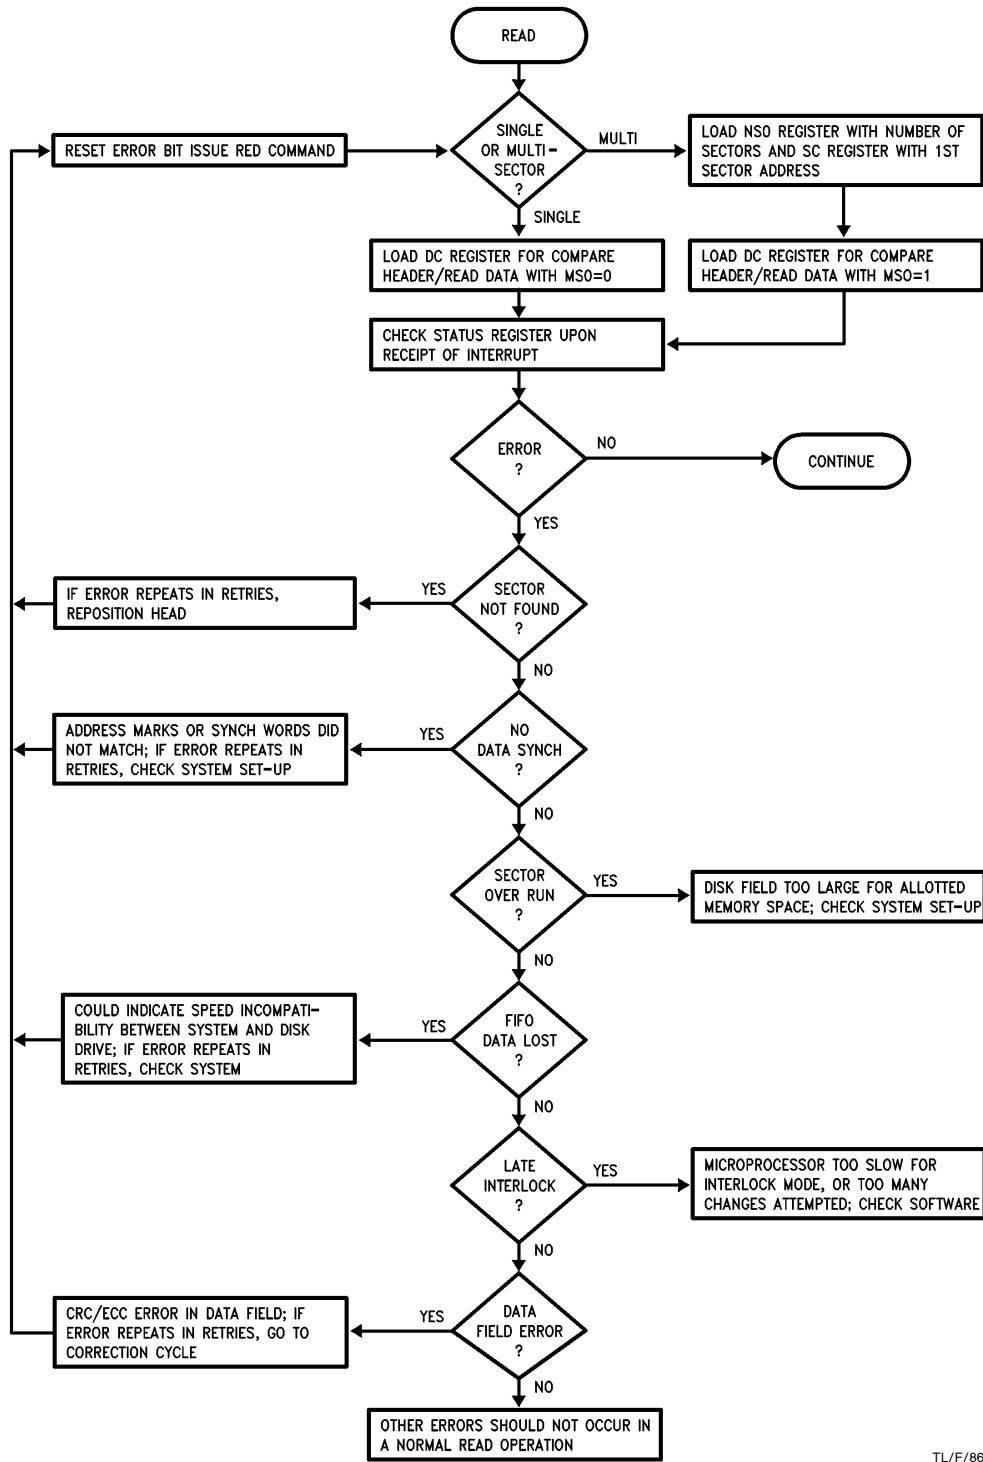 READ
SINGLE
OR MULTI-
SECTOR
?
MULTI
LOAD NSO REGISTER WITH NUMBER OF
SECTORS AND SC REGISTER WITH 1ST
SECTOR ADDRESS
RESET ERROR BIT ISSUE RED COMMAND
SINGLE
LOAD DC REGISTER FOR COMPARE
HEADER/READ DATA WITH MSO=0
LOAD DC REGISTER FOR COMPARE
HEADER/READ DATA WITH MSO=1
CHECK STATUS REGISTER UPON
RECEIPT OF INTERRUPT
ERROR
?
NO
CONTINUE
YES
SECTOR
NOT FOUND
?
YES
IF ERROR REPEATS IN RETRIES,
REPOSITION HEAD
NO
NO
DATA SYNCH
?
YES
ADDRESS MARKS OR SYNCH WORDS DID
NOT MATCH; IF ERROR REPEATS IN
RETRIES, CHECK SYSTEM SET-UP
NO
SECTOR
OVER RUN
?
YES
DISK FIELD TOO LARGE FOR ALLOTTED
MEMORY SPACE; CHECK SYSTEM SET-UP
NO
FIFO
DATA LOST
?
YES
COULD INDICATE SPEED INCOMPATI-
BILITY BETWEEN SYSTEM AND DISK
DRIVE; IF ERROR REPEATS IN
RETRIES, CHECK SYSTEM
NO
LATE
INTERLOCK
?
YES
MICROPROCESSOR TOO SLOW FOR
INTERLOCK MODE, OR TOO MANY
CHANGES ATTEMPTED; CHECK SOFTWARE
NO
DATA
FIELD ERROR
?
YES
CRC/ECC ERROR IN DATA FIELD; IF
ERROR REPEATS IN RETRIES, GO TO
CORRECTION CYCLE
NO
OTHER ERRORS SHOULD NOT OCCUR IN
A NORMAL READ OPERATION
TL/F/86